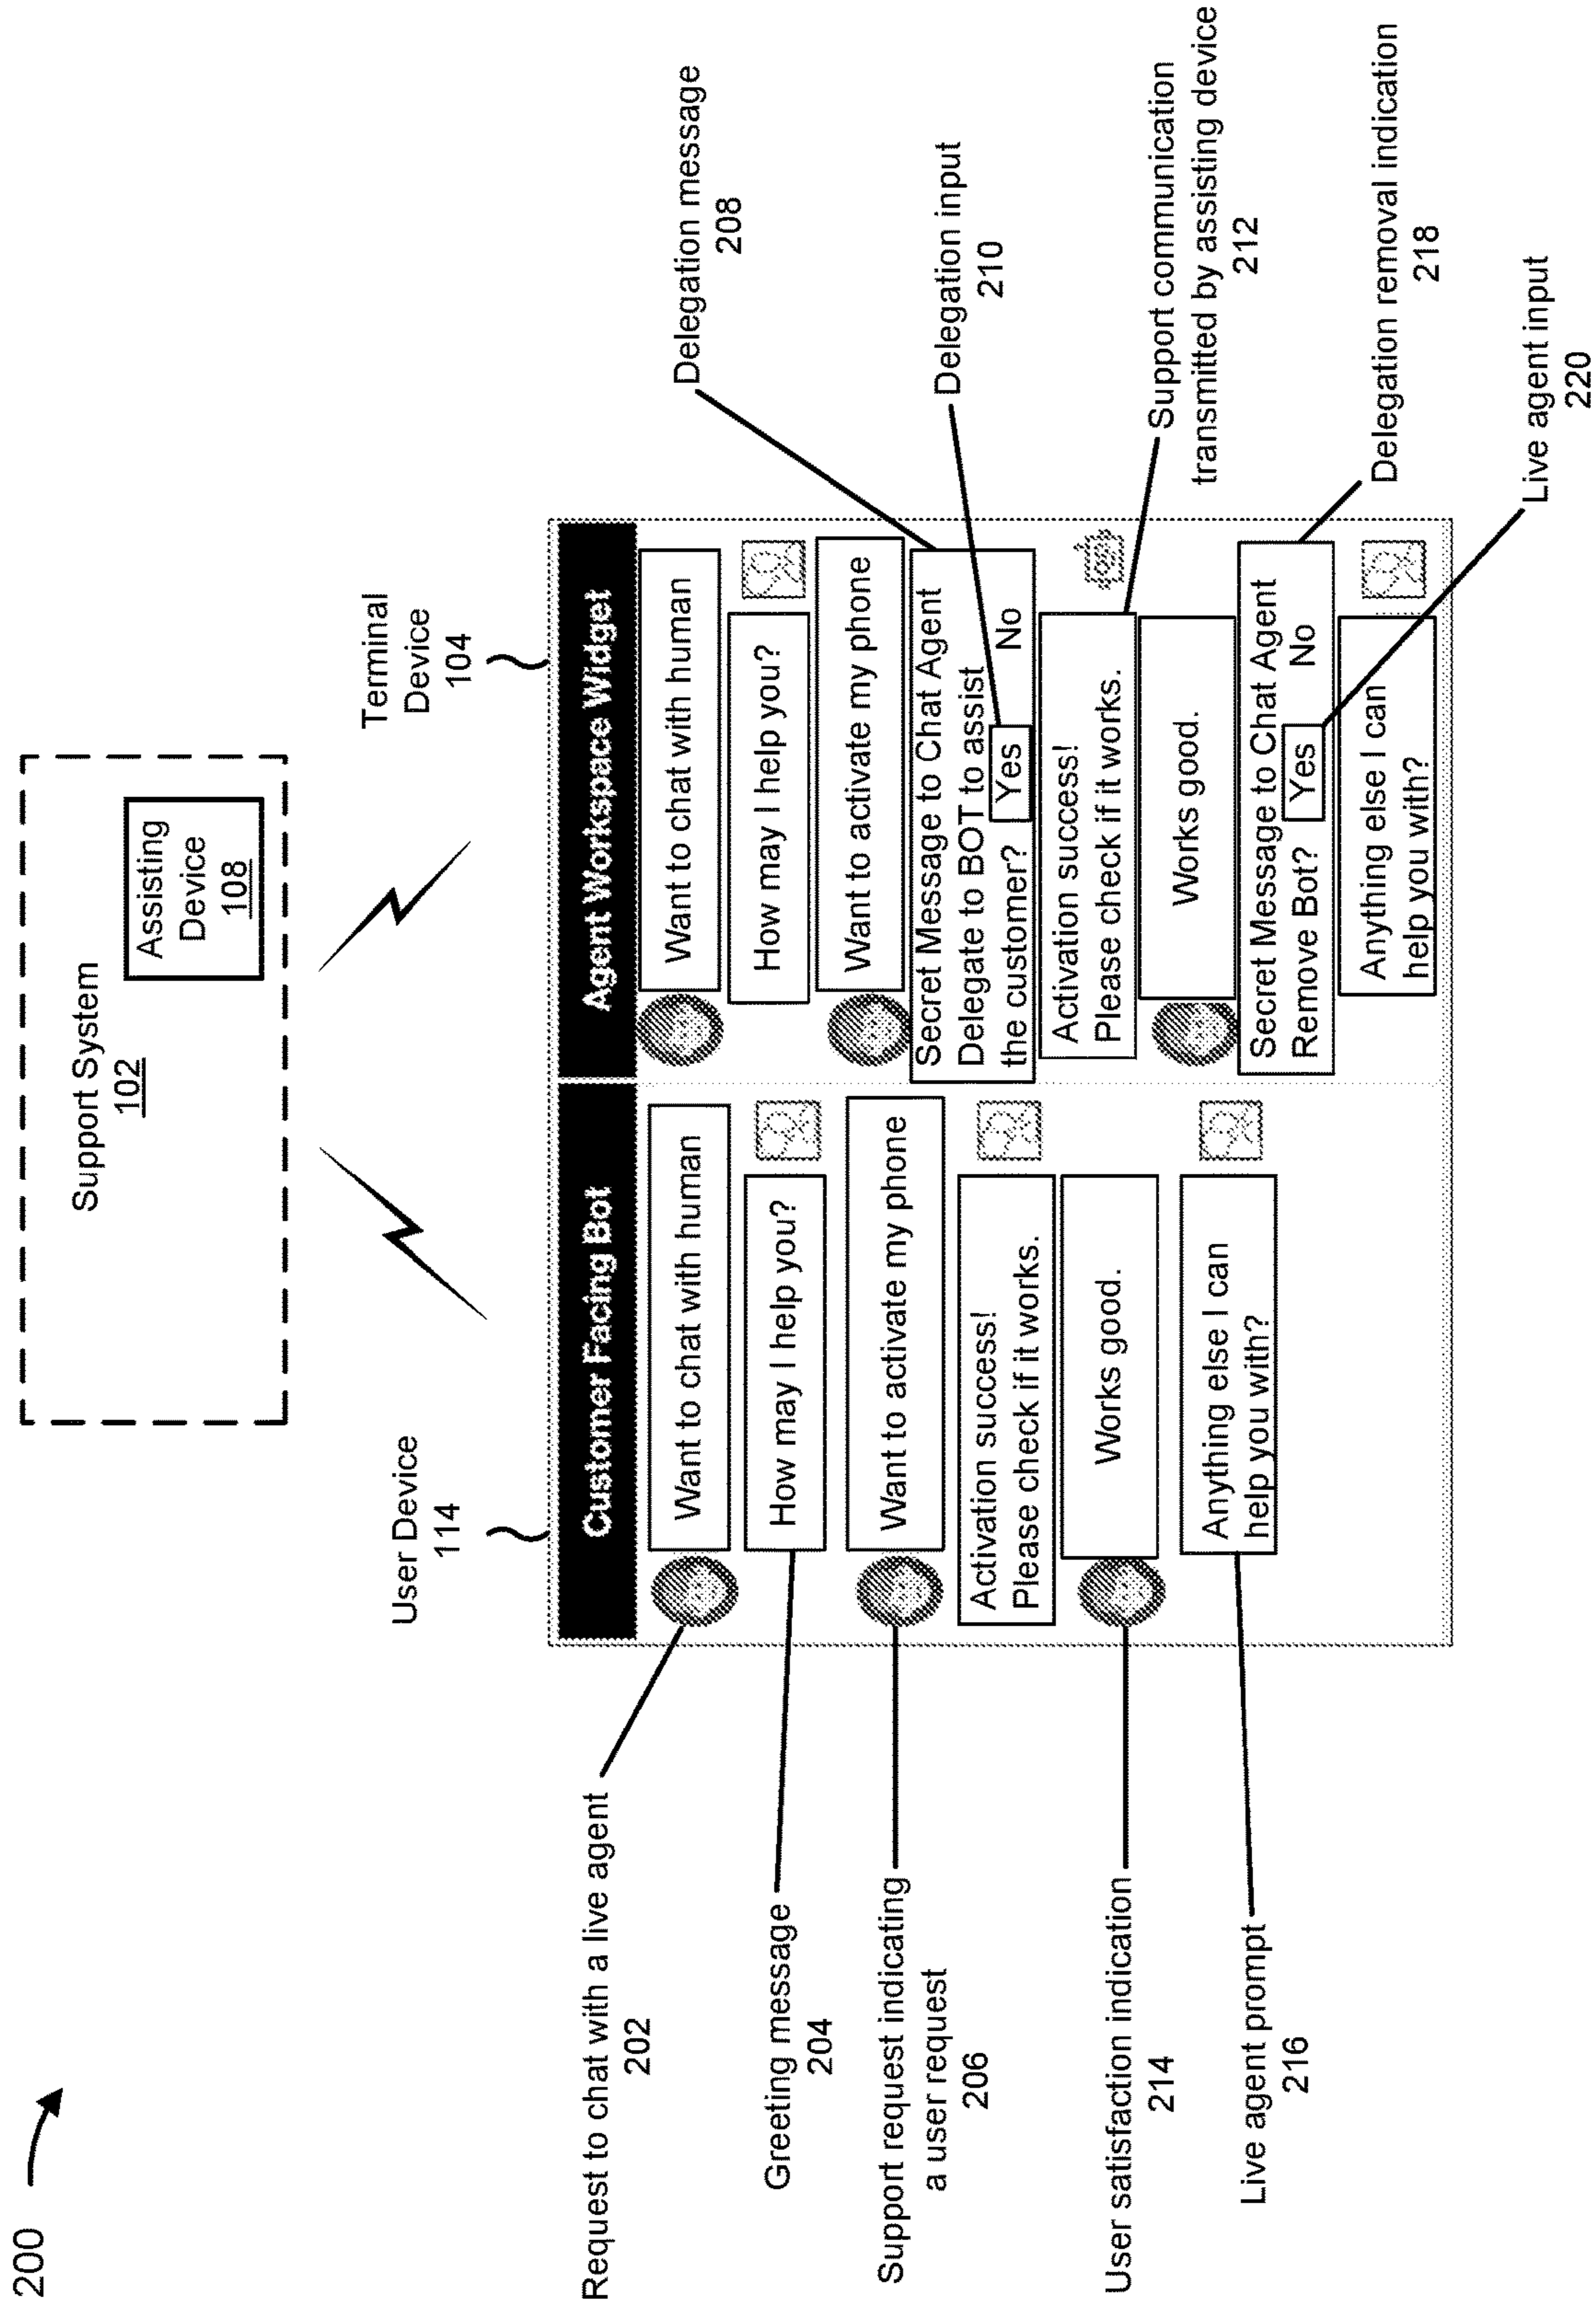 200
Support System
102
Assisting
Device
108
User Device
114
Terminal
Device
104
Customer Facing Bot
Want to chat with human
How may I help you?
Want to activate my phone
Activation success!
Please check if it works.
Works good.
Anything else I can
help you with?
Agent Workspace Widget
Want to chat with human
How may I help you?
Want to activate my phone
Secret Message to Chat Agent
Delegate to BOT to assist
the customer? Yes No
Activation success!
Please check if it works.
Works good.
Secret Message to Chat Agent
Remove Bot? Yes No
Anything else I can
help you with?
Request to chat with a live agent
202
Greeting message
204
Support request indicating
a user request
206
User satisfaction indication
214
Live agent prompt
216
Delegation message
208
Delegation input
210
Support communication
transmitted by assisting device
212
Delegation removal indication
218
Live agent input
220